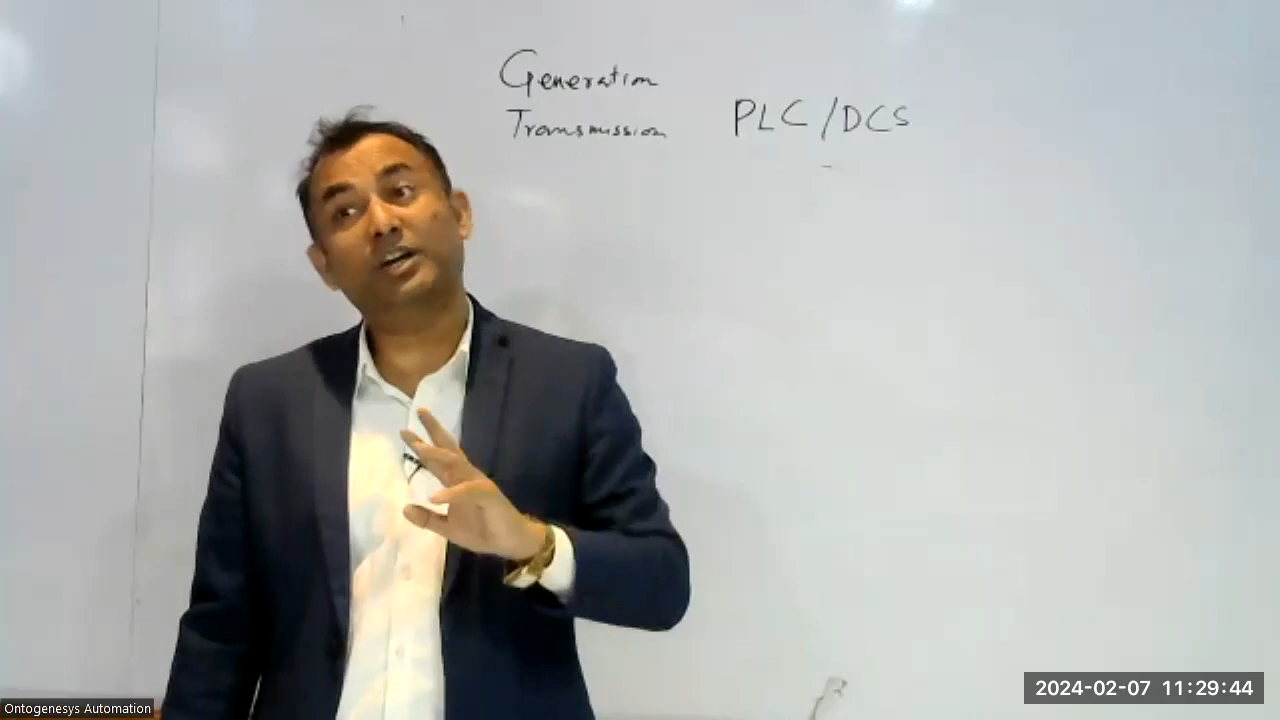 Generation
Transmission
PLC/DCS
Ontogenesys Automation
2024-02-07 11:29:44